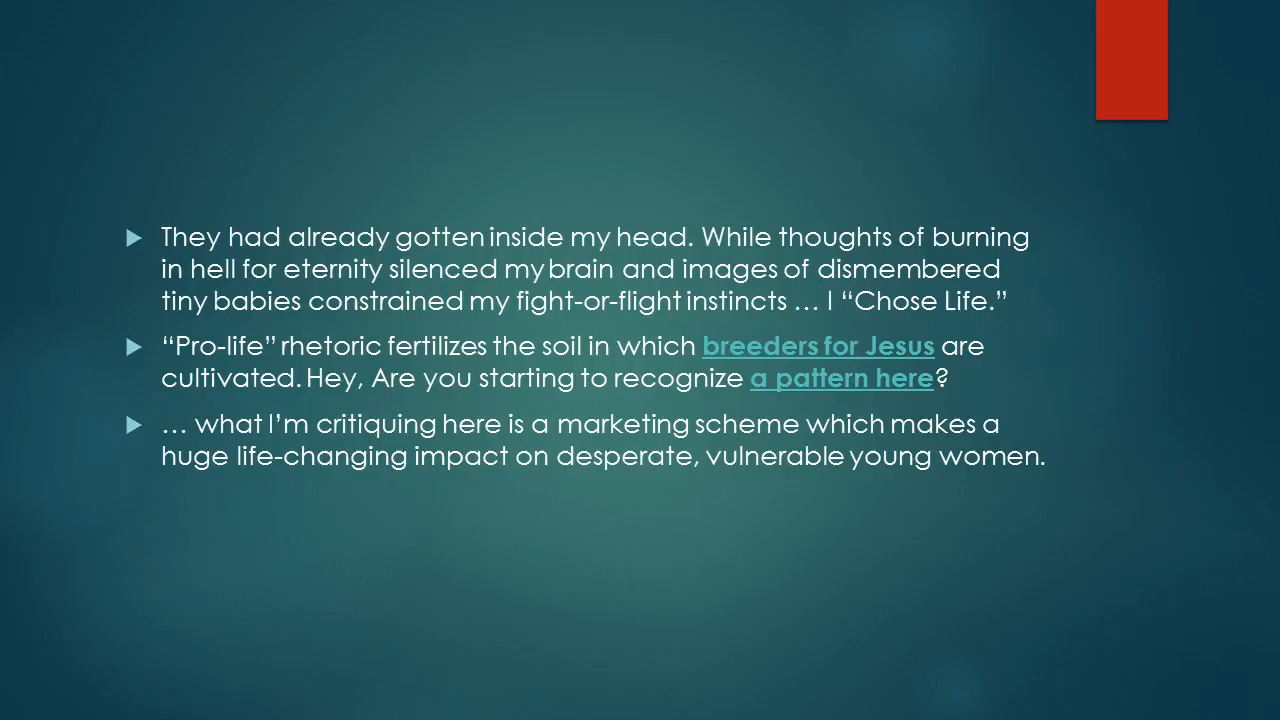 They had already gotten inside my head. While thoughts of burning
in hell for eternity silenced my brain and images of dismembered
tiny babies constrained my fight-or-flight instincts … I “Chose Life.”
“Pro-life” rhetoric fertilizes the soil in which breeders for Jesus are
cultivated. Hey, Are you starting to recognize a pattern here?
… what I’m critiquing here is a marketing scheme which makes a
huge life-changing impact on desperate, vulnerable young women.